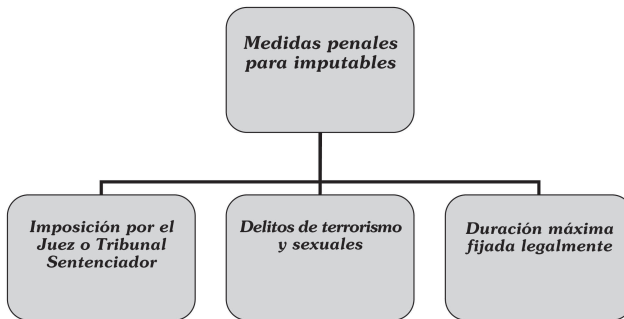 Medidas penales
para imputables
Imposición por el
Juez o Tribunal
Sentenciador
Delitos de terrorismo
y sexuales
Duración máxima
fijada legalmente